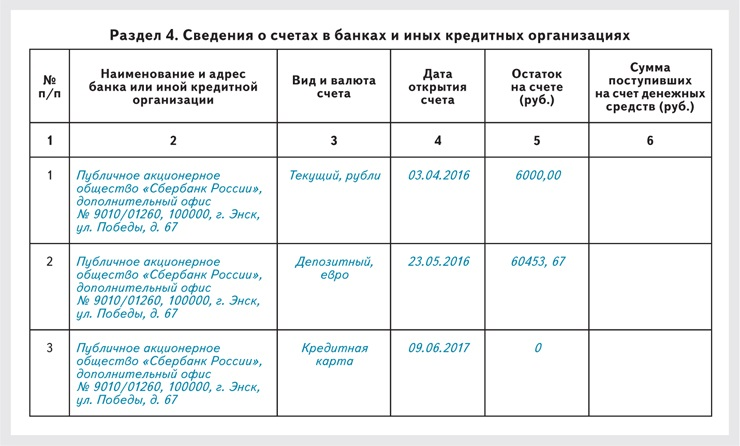 Раздел 4. Сведения о счетах в банках и иных кредитных организациях
№
п/п
Наименование и адрес
банка или иной кредитной
организации
Вид и валюта
счета
Дата
открытия
счета
Остаток
на счете
(руб.)
Сумма
поступивших
на счет денежных
средств (руб.)
1 2 3 4 5 6
1
Публичное акционерное
общество «Сбербанк России»,
дополнительный офис
№ 9010/01260, 100000, г. Энск,
ул. Победы, д. 67
Текущий, рубли
03.04.2016
6000,00
2
Публичное акционерное
общество «Сбербанк России»,
дополнительный офис
№ 9010/01260, 100000, г. Энск,
ул. Победы, д. 67
Депозитный,
евро
23.05.2016
60453, 67
3
Публичное акционерное
общество «Сбербанк России»,
дополнительный офис
№ 9010/01260, 100000, г. Энск,
ул. Победы, д. 67
Кредитная
карта
09.06.2017
0